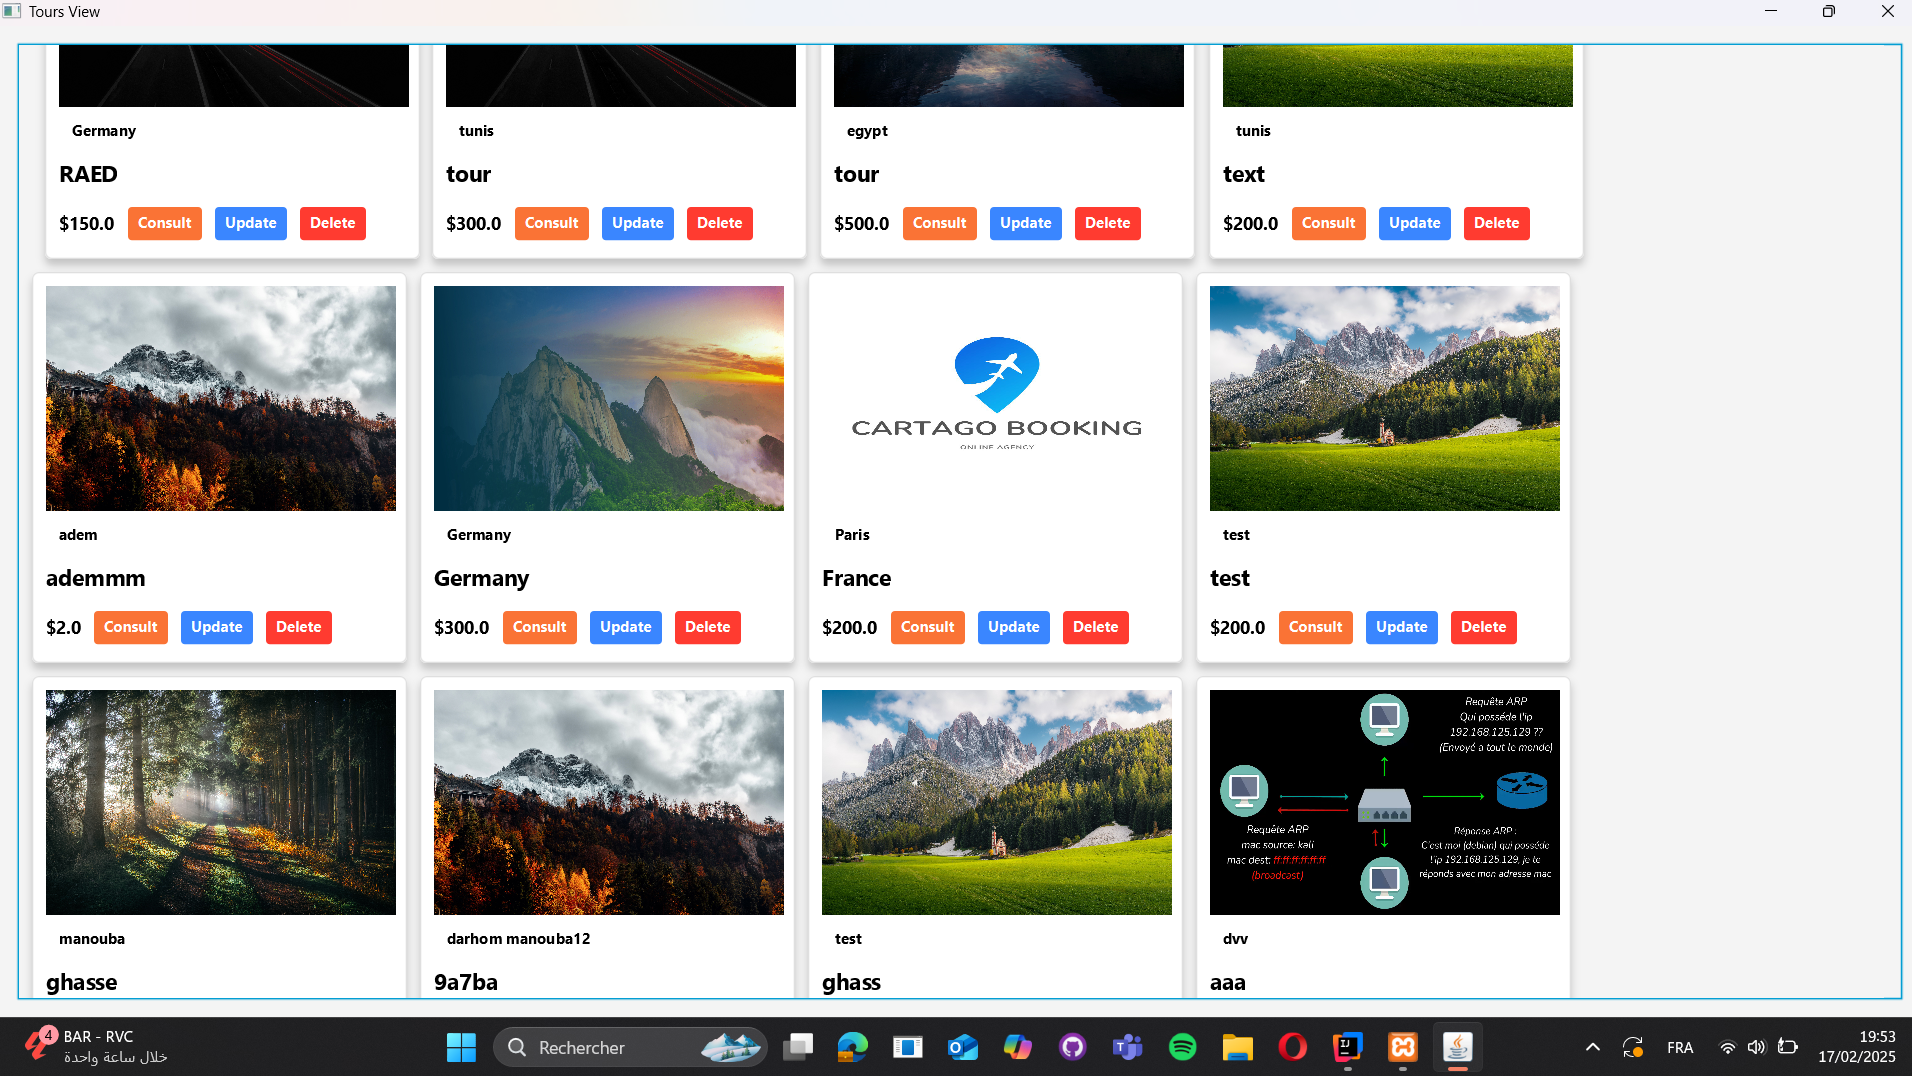 Tours View
Germany
RAED
$150.0 Consult Update Delete
tunis
tour
$300.0 Consult Update Delete
egypt
tour
$500.0 Consult Update Delete
tunis
text
$200.0 Consult Update Delete
adem
ademmm
$2.0 Consult Update Delete
Germany
Germany
$300.0 Consult Update Delete
CARTAGO BOOKING
ONLINE AGENCY
Paris
France
$200.0 Consult Update Delete
test
test
$200.0 Consult Update Delete
manouba
ghasse
darhom manouba12
9a7ba
test
ghass
Requête ARP
Qui posséde l'ip
192.168.125.129 ??
(Envoyé a tout le monde)
Requête ARP
mac source: kali
mac dest: ff:ff:ff:ff:ff:ff
(broadcast)
Réponse ARP :
C'est moi (debian) qui posséde
l'ip 192.168.125.129, je te
réponds avec mon adresse mac
dvv
aaa
4
BAR - RVC
خلال ساعة واحدة
Rechercher
FRA
19:53
17/02/2025